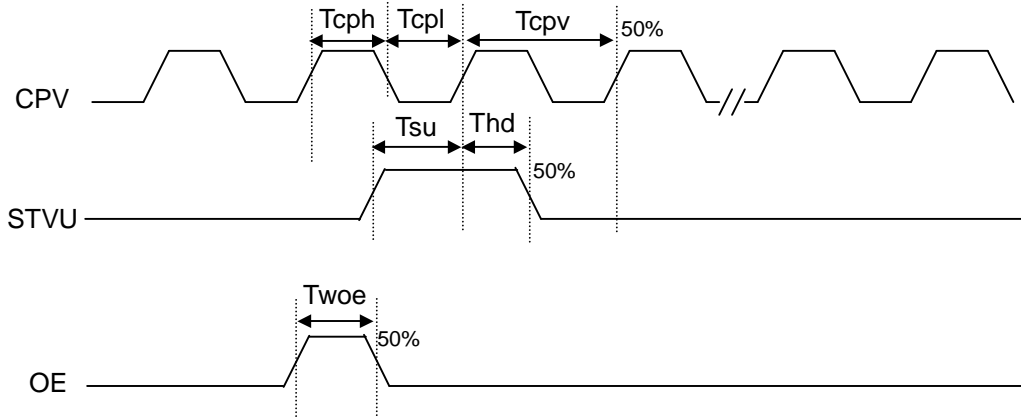 Tcph Tcpl Tcpv
50%
CPV
Tsu Thd
50%
STVU
Twoe
50%
OE